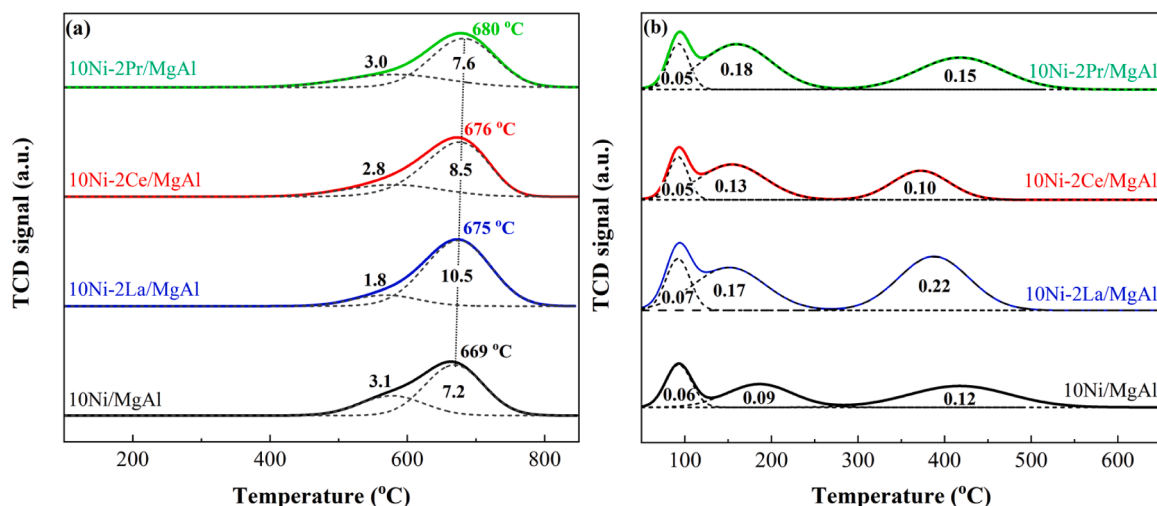 (a)
680 °C
3.0
7.6
10Ni-2Pr/MgAl
676 °C
2.8
8.5
10Ni-2Ce/MgAl
675 °C
1.8
10.5
10Ni-2La/MgAl
669 °C
3.1
7.2
10Ni/MgAl
TCD signal (a.u.)
200 400 600 800
Temperature (°C)
(b)
10Ni-2Pr/MgAl
0.05 0.18 0.15
10Ni-2Ce/MgAl
0.05 0.13 0.10
10Ni-2La/MgAl
0.07 0.17 0.22
10Ni/MgAl
0.06 0.09 0.12
TCD signal (a.u.)
100 200 300 400 500 600
Temperature (°C)